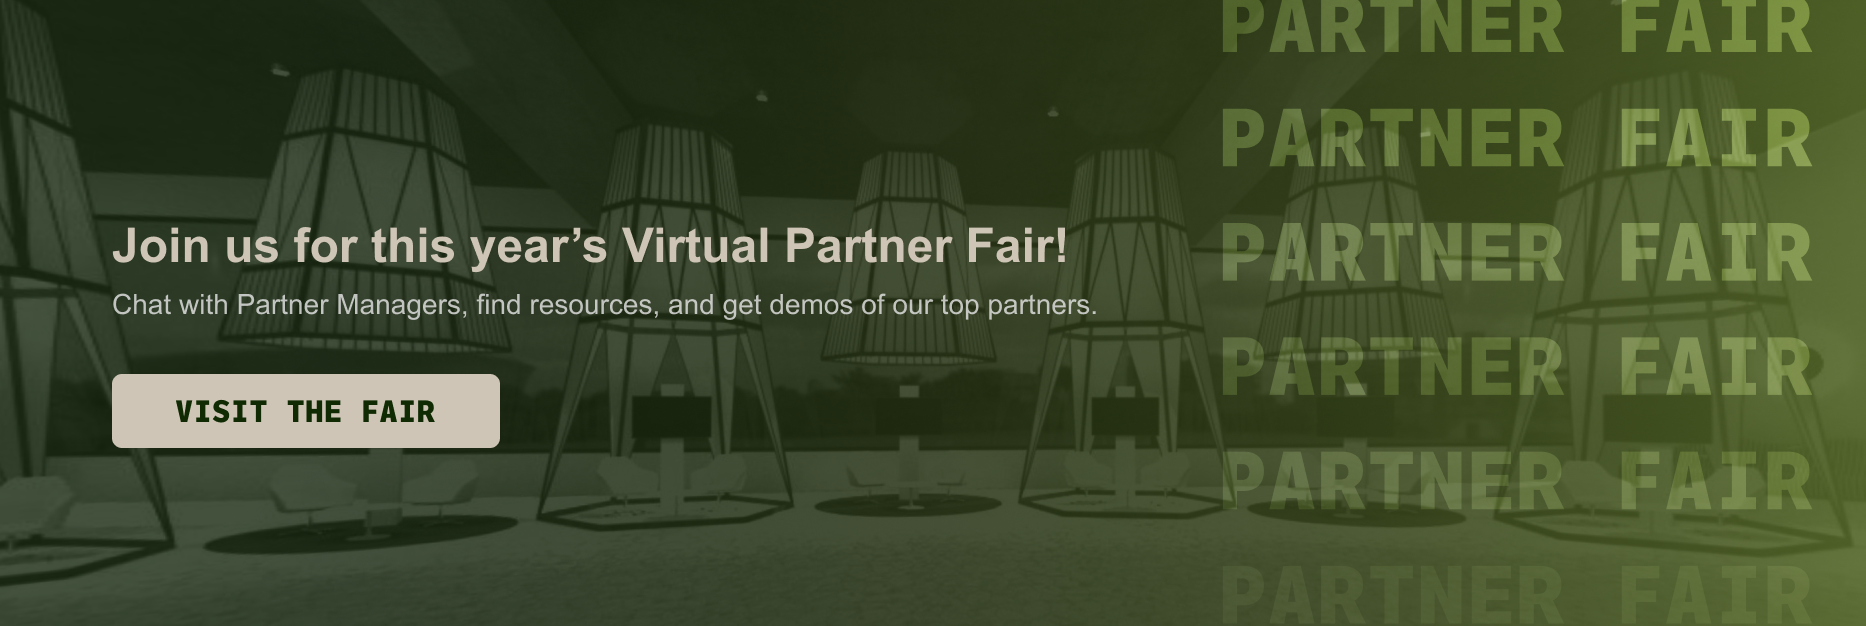 Join us for this year’s Virtual Partner Fair!
Chat with Partner Managers, find resources, and get demos of our top partners.
VISIT THE FAIR
PARTNER FAIR
PARTNER FAIR
PARTNER FAIR
PARTNER FAIR
PARTNER FAIR
PARTNER FAIR